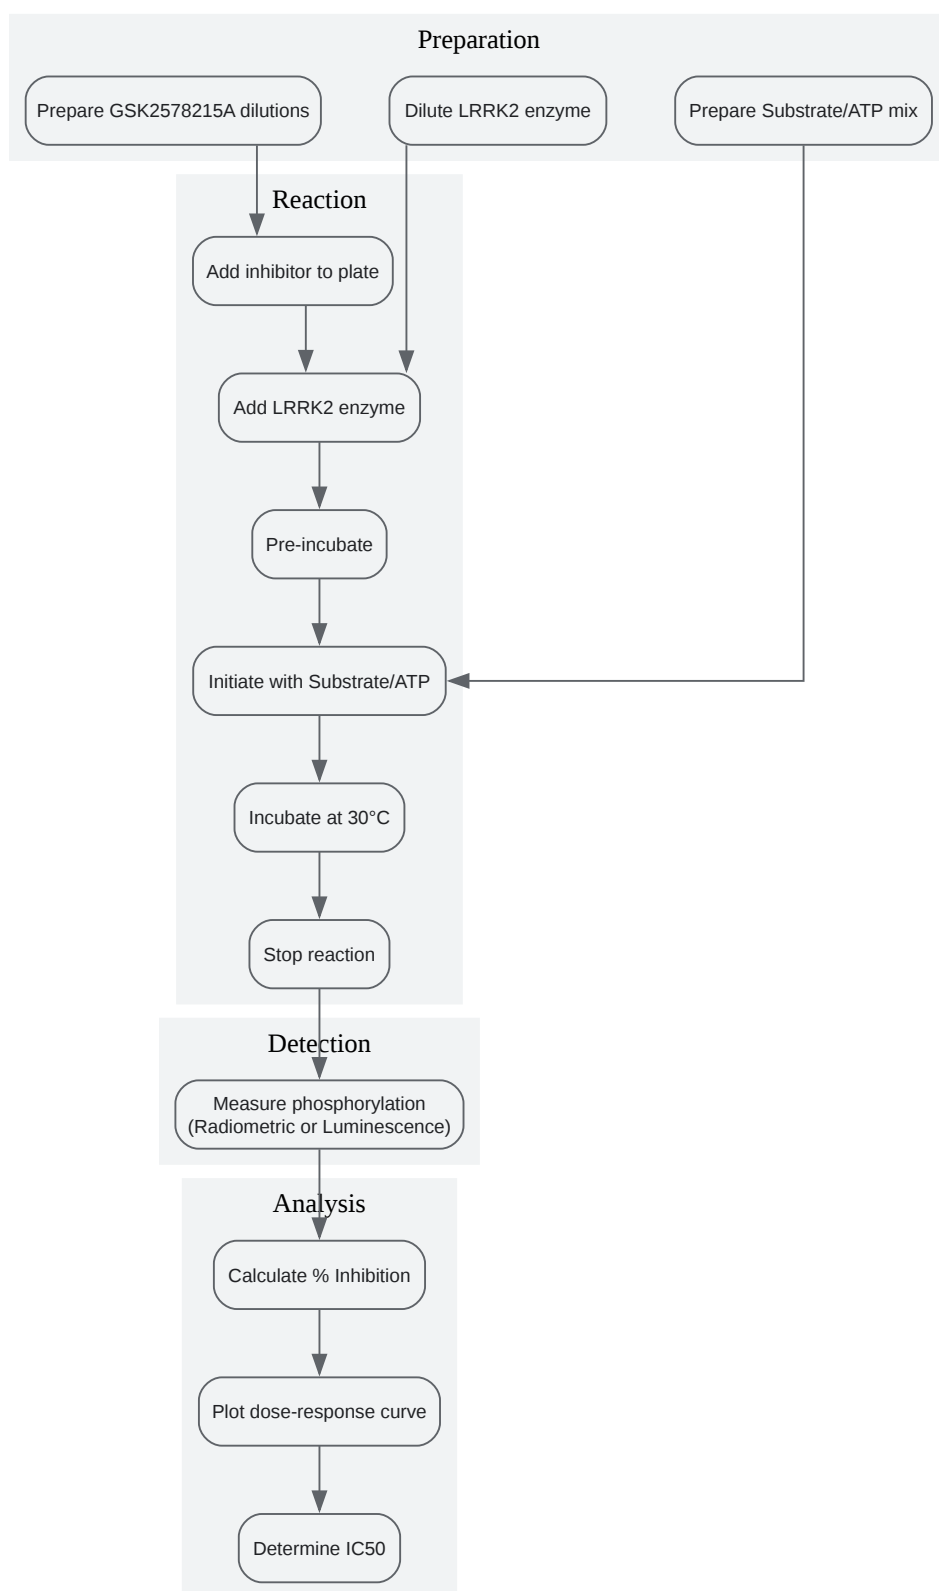 Preparation
Prepare GSK2578215A dilutions
Dilute LRRK2 enzyme
Prepare Substrate/ATP mix
Reaction
Add inhibitor to plate
Add LRRK2 enzyme
Pre-incubate
Initiate with Substrate/ATP
Incubate at 30°C
Stop reaction
Detection
Measure phosphorylation
(Radiometric or Luminescence)
Analysis
Calculate % Inhibition
Plot dose-response curve
Determine IC50